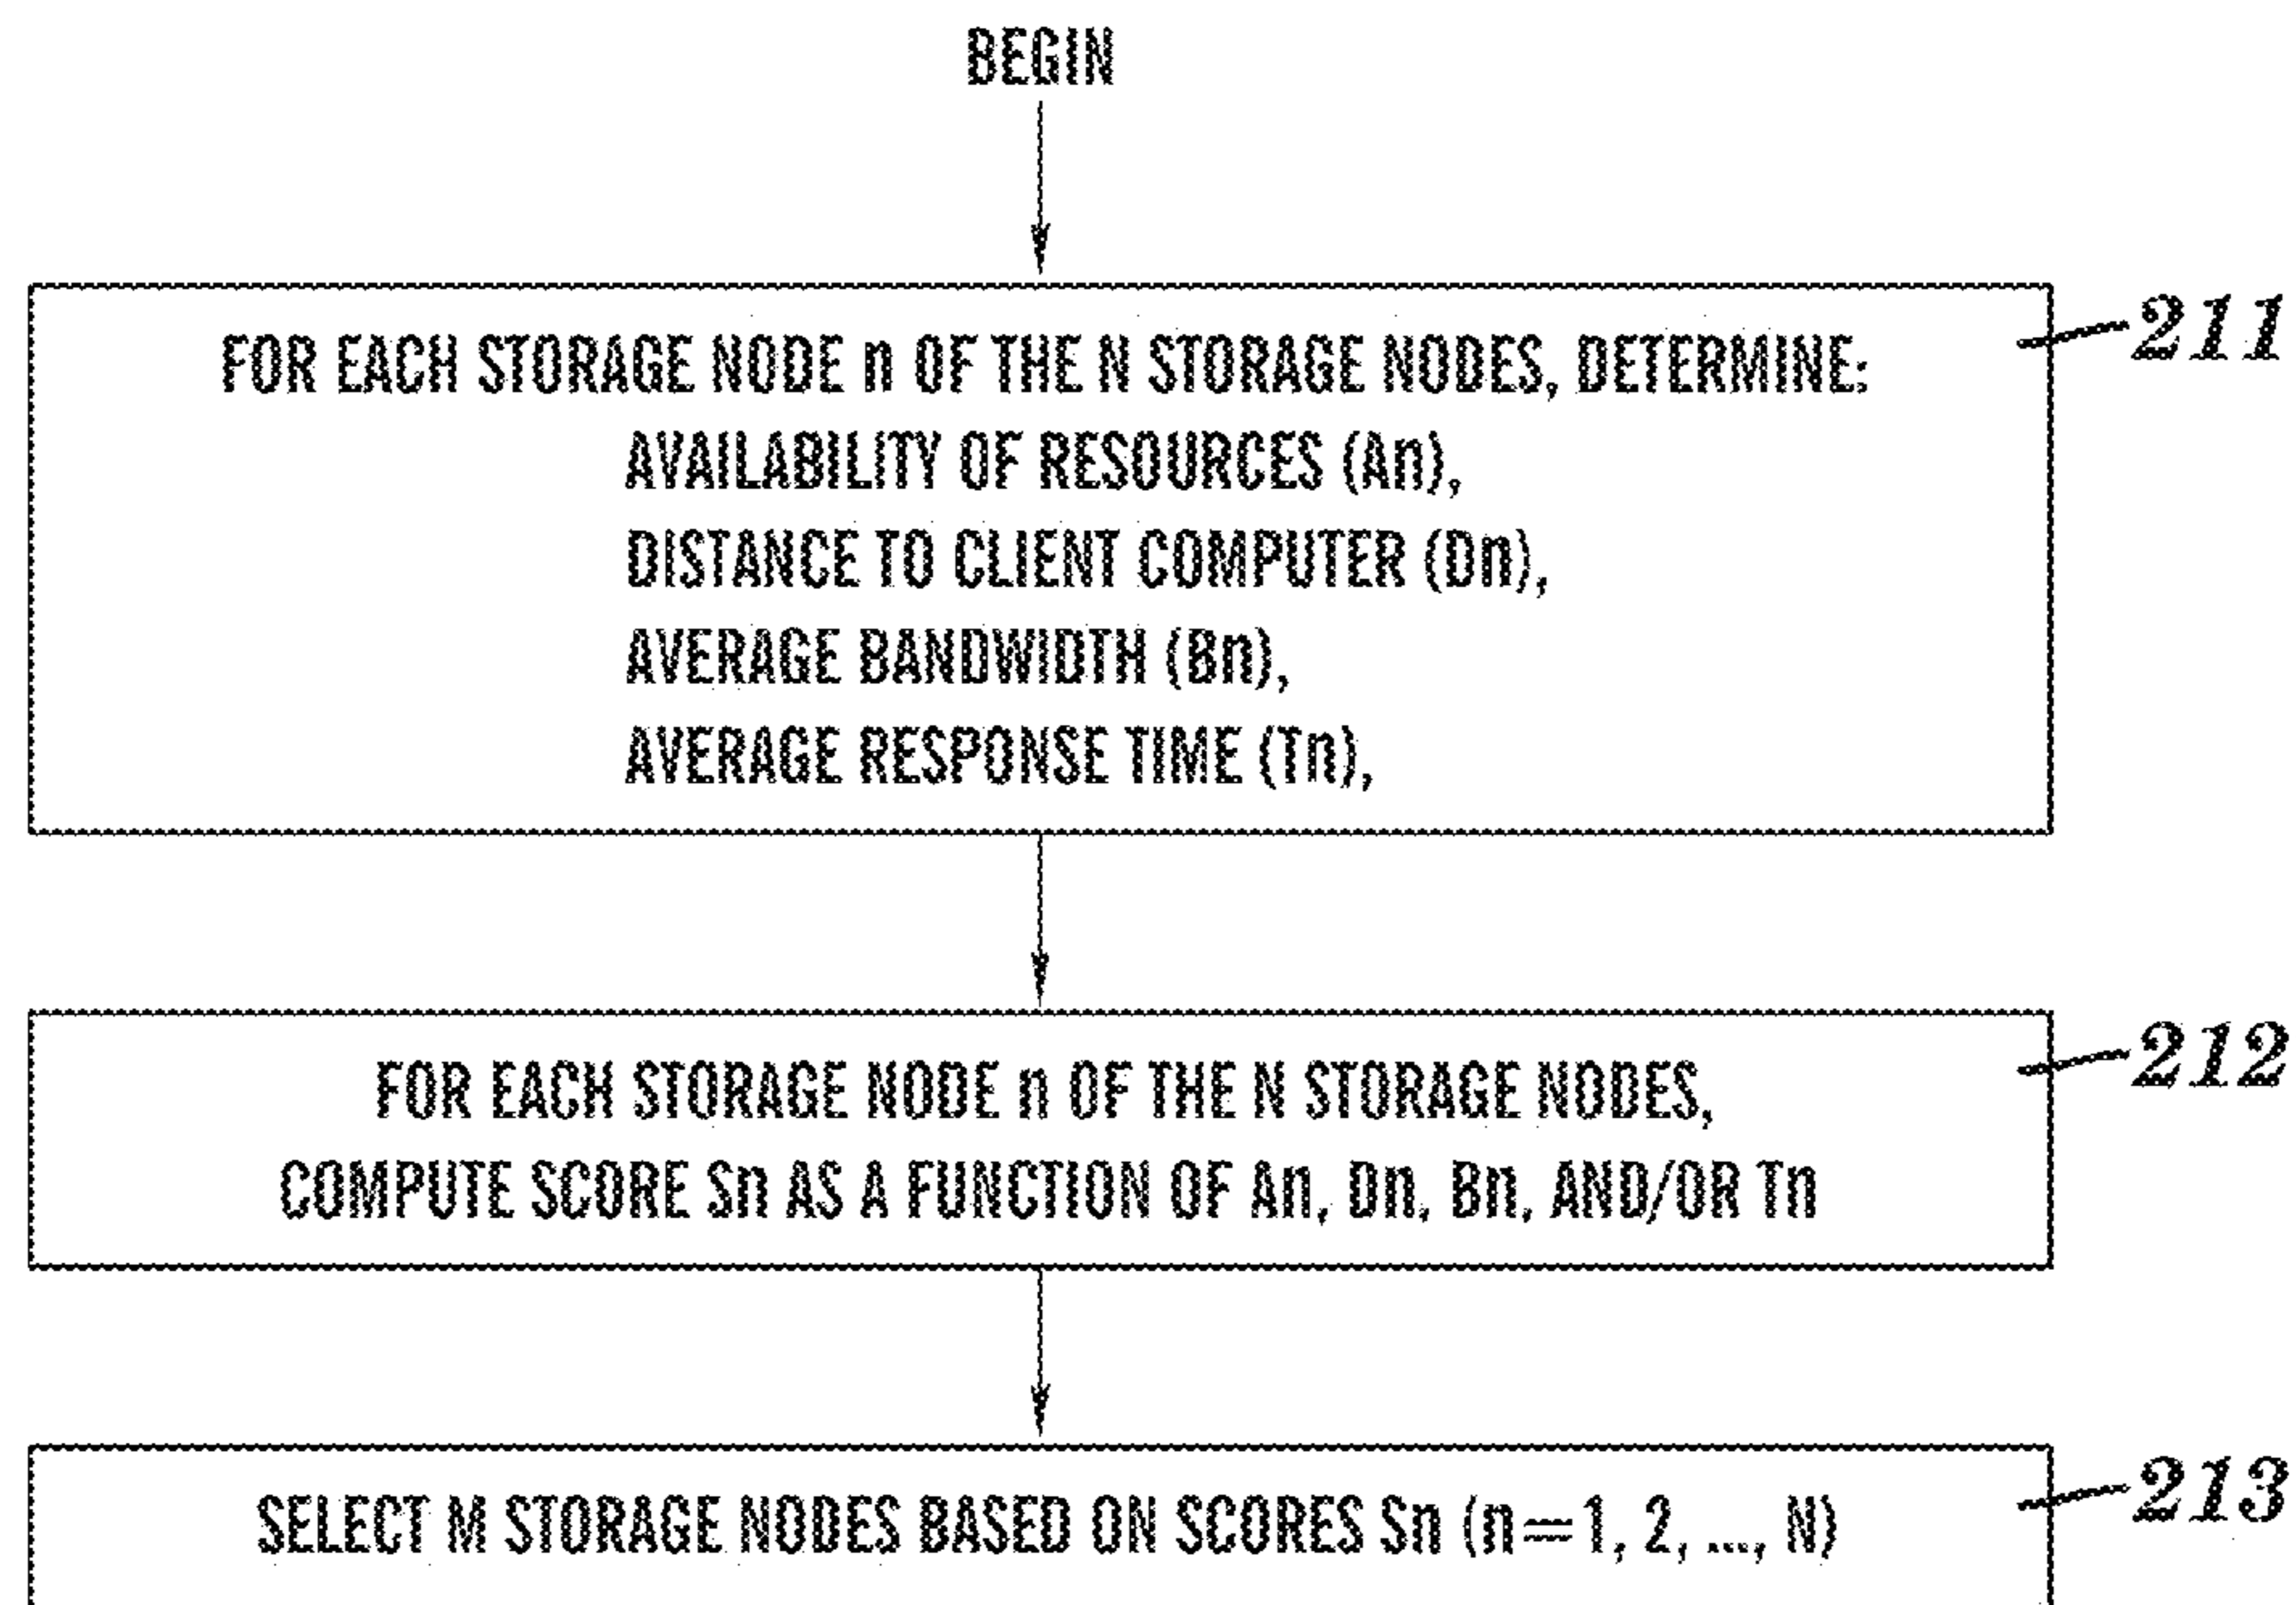 BEGIN
FOR EACH STORAGE NODE n OF THE N STORAGE NODES, DETERMINE:
211
AVAILABILITY OF RESOURCES (An),
DISTANCE TO CLIENT COMPUTER (Dn),
AVERAGE BANDWIDTH (Bn),
AVERAGE RESPONSE TIME (Tn),
FOR EACH STORAGE NODE n OF THE N STORAGE NODES,
212
COMPUTE SCORE Sn AS A FUNCTION OF An, Dn, Bn, AND/OR Tn
SELECT M STORAGE NODES BASED ON SCORES Sn (n=1, 2, ..., N)
213